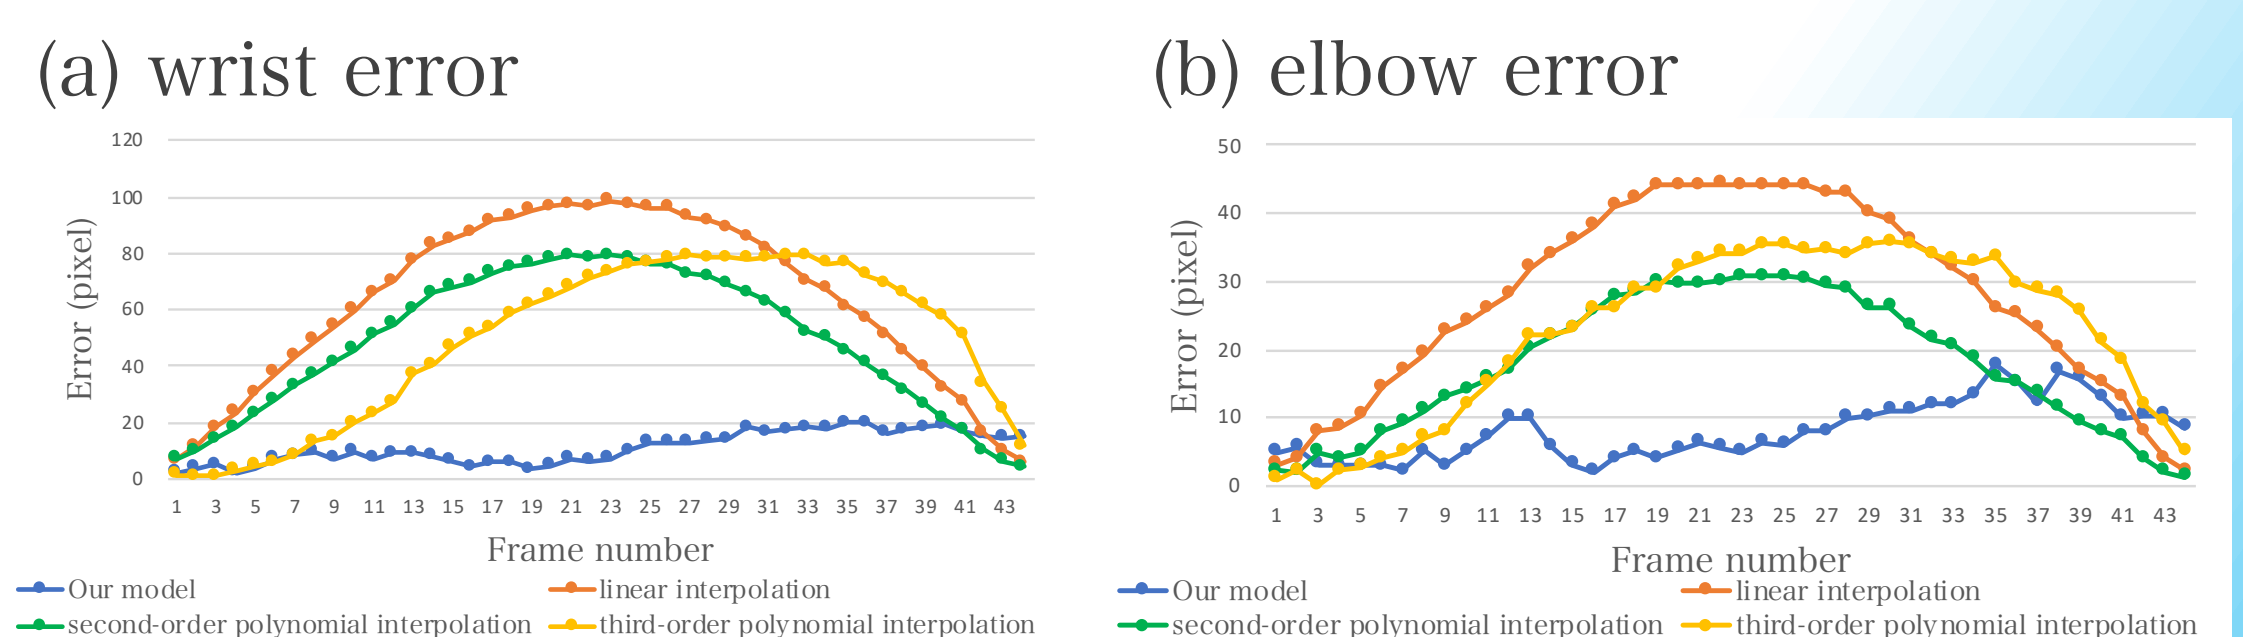 (a) wrist error
120
100
80
60
40
20
0
Error (pixel)
1 3 5 7 9 11 13 15 17 19 21 23 25 27 29 31 33 35 37 39 41 43
Frame number
Our model
linear interpolation
second-order polynomial interpolation
third-order polynomial interpolation
(b) elbow error
50
40
30
20
10
0
Error (pixel)
1 3 5 7 9 11 13 15 17 19 21 23 25 27 29 31 33 35 37 39 41 43
Frame number
Our model
linear interpolation
second-order polynomial interpolation
third-order polynomial interpolation